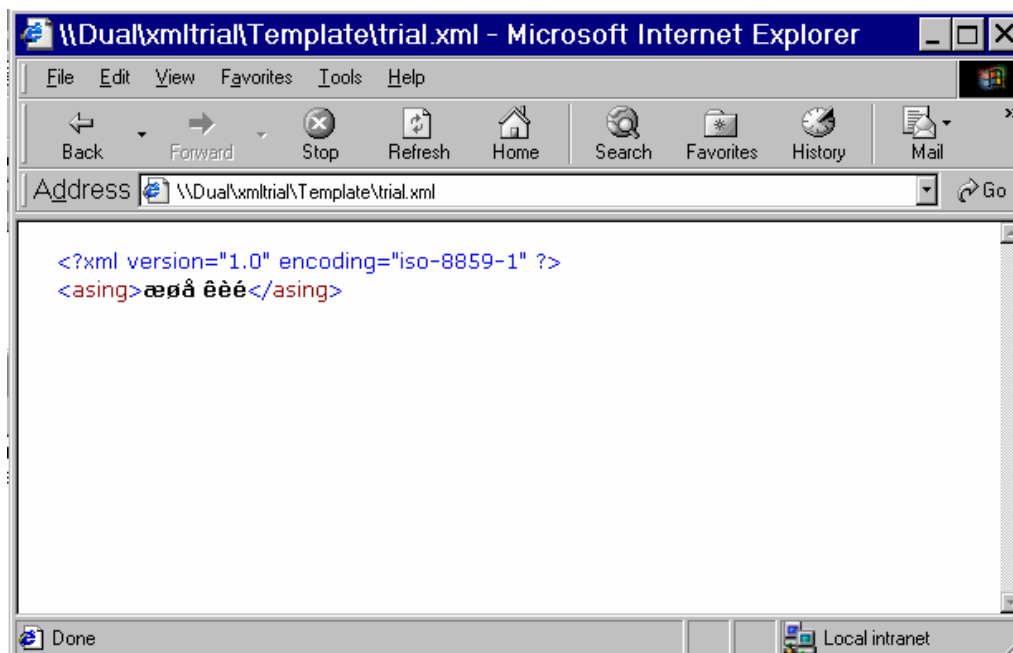 \\Dual\xmltrial\Template\trial.xml - Microsoft Internet Explorer
File Edit View Favorites Tools Help
Back Forward Stop Refresh Home Search Favorites History Mail »
Address \\Dual\xmltrial\Template\trial.xml Go
<?xml version="1.0" encoding="iso-8859-1" ?>
<asing>æøå êèé</asing>
Done Local intranet